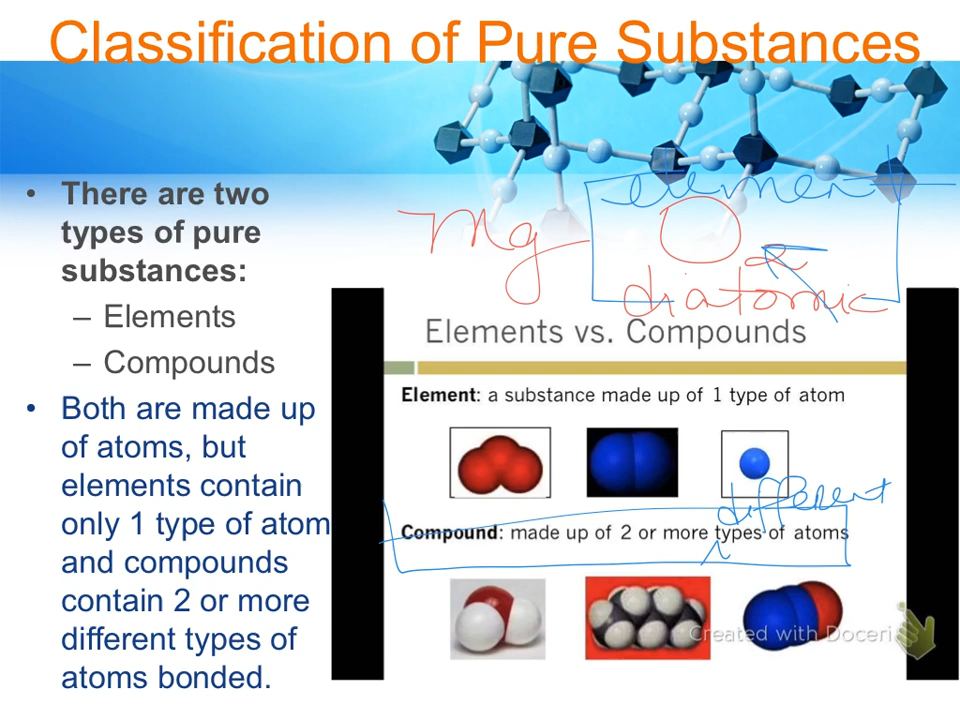 Classification of Pure Substances
• There are two
types of pure
substances:
– Elements
– Compounds
• Both are made up
of atoms, but
elements contain
only 1 type of atom
and compounds
contain 2 or more
different types of
atoms bonded.
element
Mg O2
diatomic
Elements vs. Compounds
Element: a substance made up of 1 type of atom
different
Compound: made up of 2 or more types of atoms
Created with Doceri